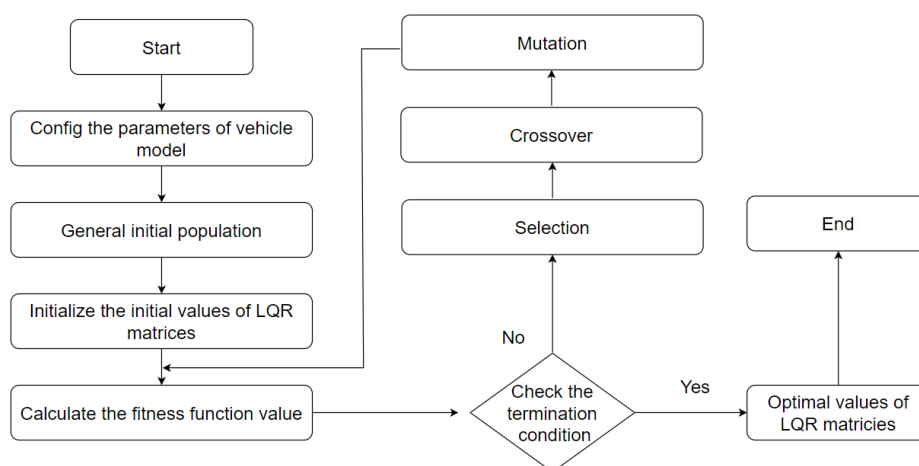 Start
Config the parameters of vehicle
model
General initial population
Initialize the initial values of LQR
matrices
Calculate the fitness function value
Check the
termination
condition
No
Selection
Crossover
Mutation
Yes
Optimal values of
LQR matricies
End